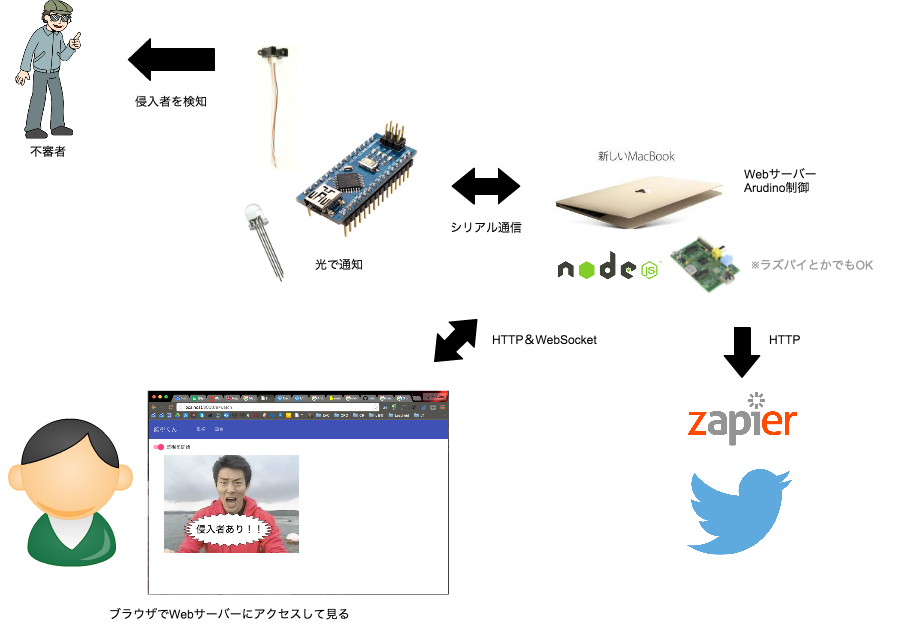 侵入者を検知
不審者
新しいMacBook
Webサーバー
Arudino制御
シリアル通信
光で通知
node
JS
※ラズパイとかでもOK
HTTP＆WebSocket
HTTP
zapier
侵入者あり！！
ブラウザでWebサーバーにアクセスして見る